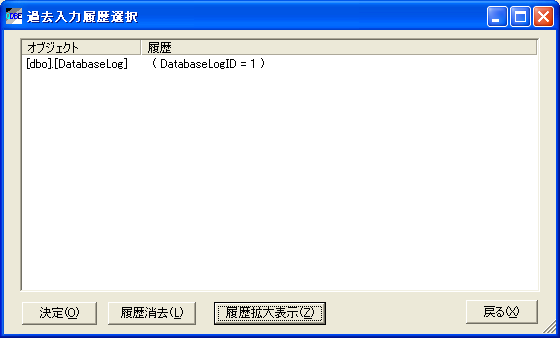 DBE
過去入力履歴選択
オブジェクト 履歴
[dbo].[DatabaseLog] ( DatabaseLogID = 1 )
決定(O) 履歴消去(L) 履歴拡大表示(Z) 戻る(X)